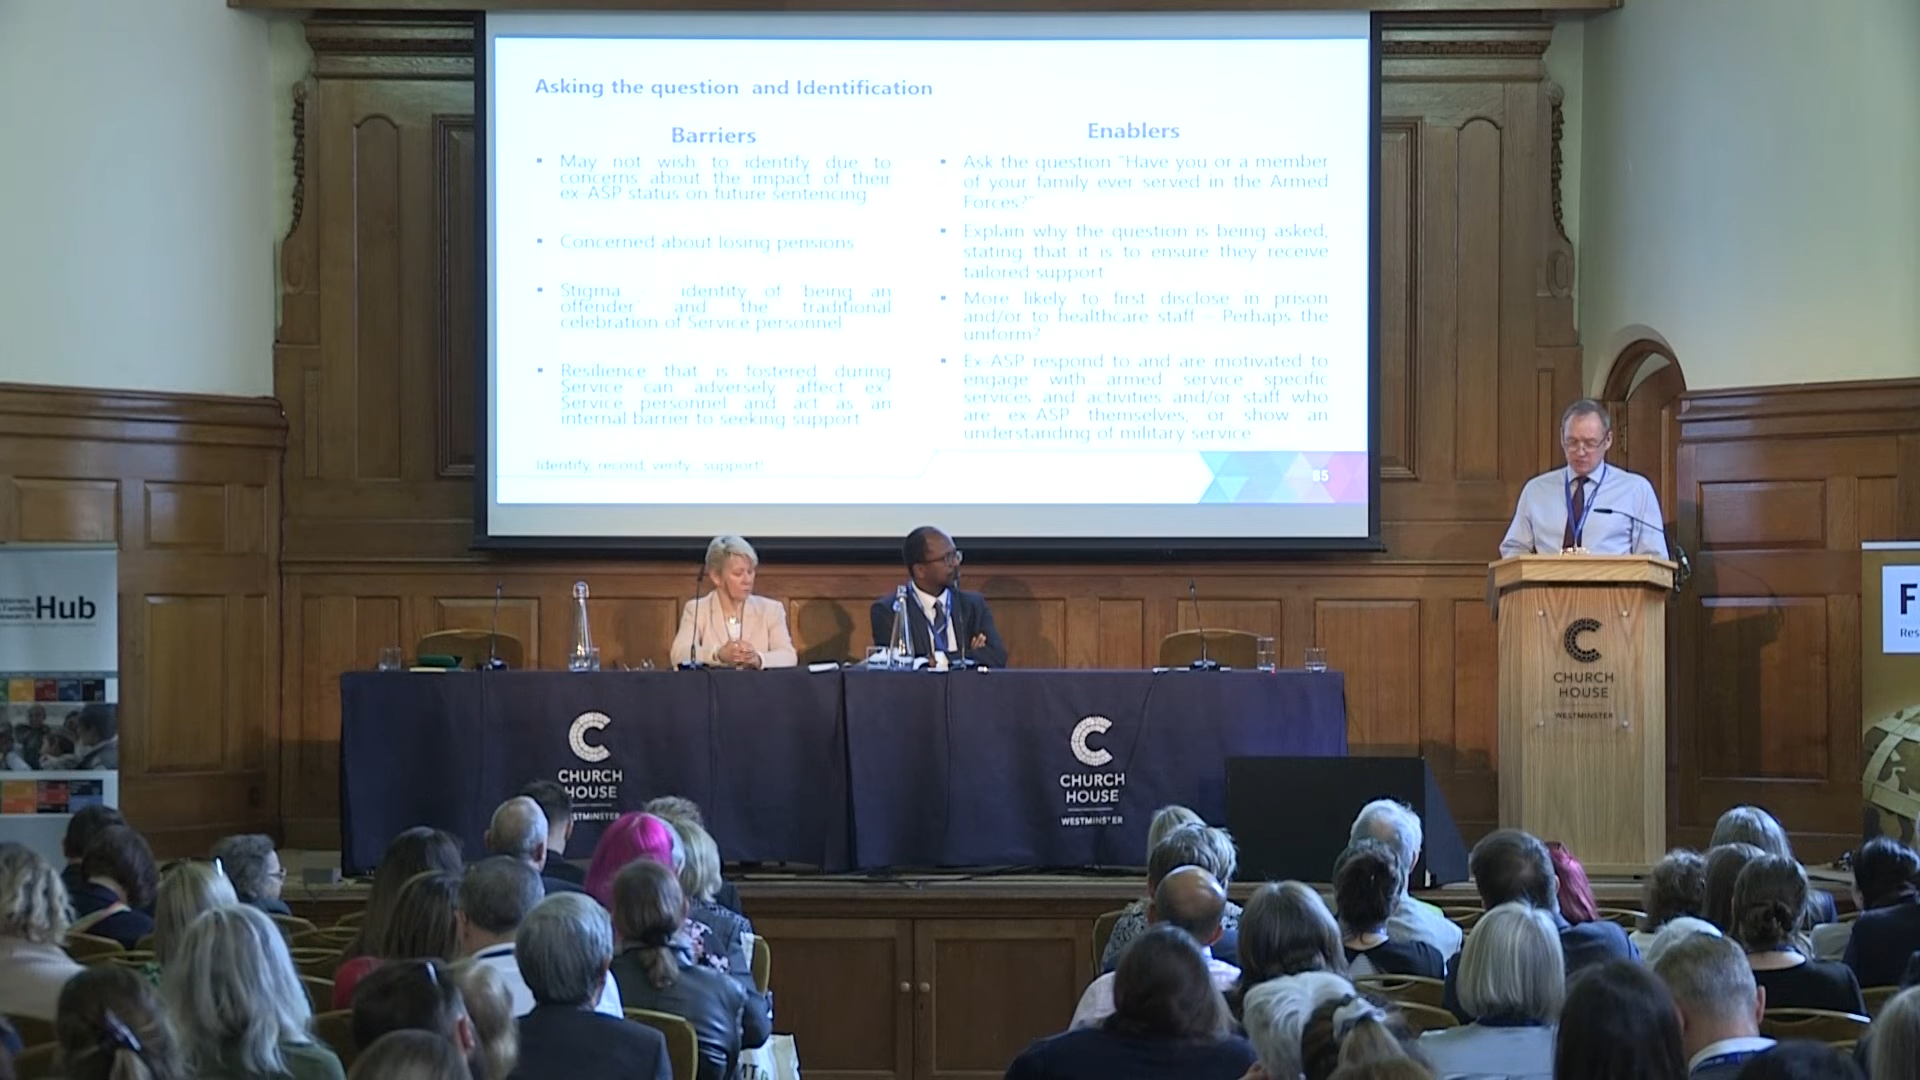 Asking the question and Identification
Barriers
May not wish to identify due to
concerns about the impact of their
ex-ASP status on future sentencing
Concerned about losing pensions
Stigma - identity of 'being an
offender' and the traditional
celebration of Service personnel
Resilience that is fostered during
Service can adversely affect ex-
Service personnel and act as an
internal barrier to seeking support
Identify, record, verify, support!
Enablers
Ask the question "Have you or a member
of your family ever served in the Armed
Forces?"
Explain why the question is being asked,
stating that it is to ensure they receive
tailored support
More likely to first disclose in prison
and/or to healthcare staff – Perhaps the
uniform?
Ex-ASP respond to and are motivated to
engage with armed service specific
services and activities and/or staff who
are ex-ASP themselves, or show an
understanding of military service
85
Hub
CHURCH
HOUSE
WESTMINSTER
CHURCH
HOUSE
WESTMINSTER
CHURCH
HOUSE
WESTMINSTER
F
Res